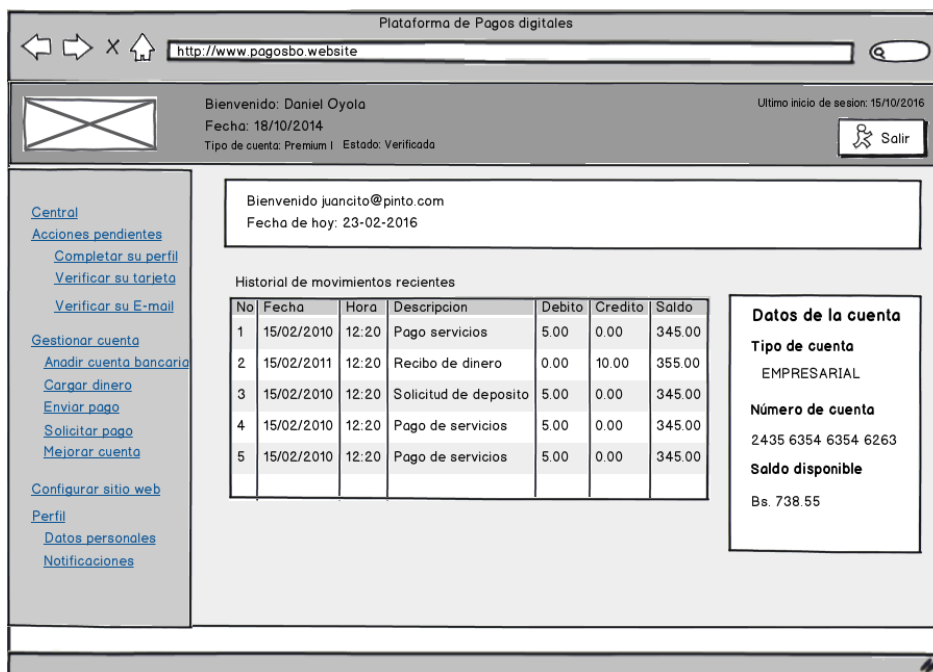 Plataforma de Pagos digitales
http://www.pagosbo.website
Bienvenido: Daniel Oyola
Fecha: 18/10/2014
Tipo de cuenta: Premium I Estado: Verificada
Ultimo inicio de sesion: 15/10/2016
Salir
Central
Acciones pendientes
Completar su perfil
Verificar su tarjeta
Verificar su E-mail
Gestionar cuenta
Anadir cuenta bancaria
Cargar dinero
Enviar pago
Solicitar pago
Mejorar cuenta
Configurar sitio web
Perfil
Datos personales
Notificaciones
Bienvenido juancito@pinto.com
Fecha de hoy: 23-02-2016
Historial de movimientos recientes
No Fecha Hora Descripcion Debito Credito Saldo
1 15/02/2010 12:20 Pago servicios 5.00 0.00 345.00
2 15/02/2011 12:20 Recibo de dinero 0.00 10.00 355.00
3 15/02/2010 12:20 Solicitud de deposito 5.00 0.00 345.00
4 15/02/2010 12:20 Pago de servicios 5.00 0.00 345.00
5 15/02/2010 12:20 Pago de servicios 5.00 0.00 345.00
Datos de la cuenta
Tipo de cuenta
EMPRESARIAL
Número de cuenta
2435 6354 6354 6263
Saldo disponible
Bs. 738.55